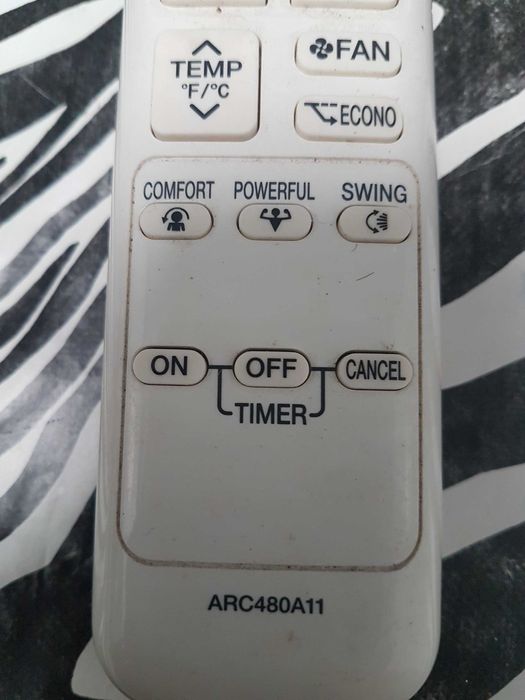 TEMP
°F/°C
FAN
ECONO
COMFORT POWERFUL SWING
ON OFF CANCEL
TIMER
ARC480A11